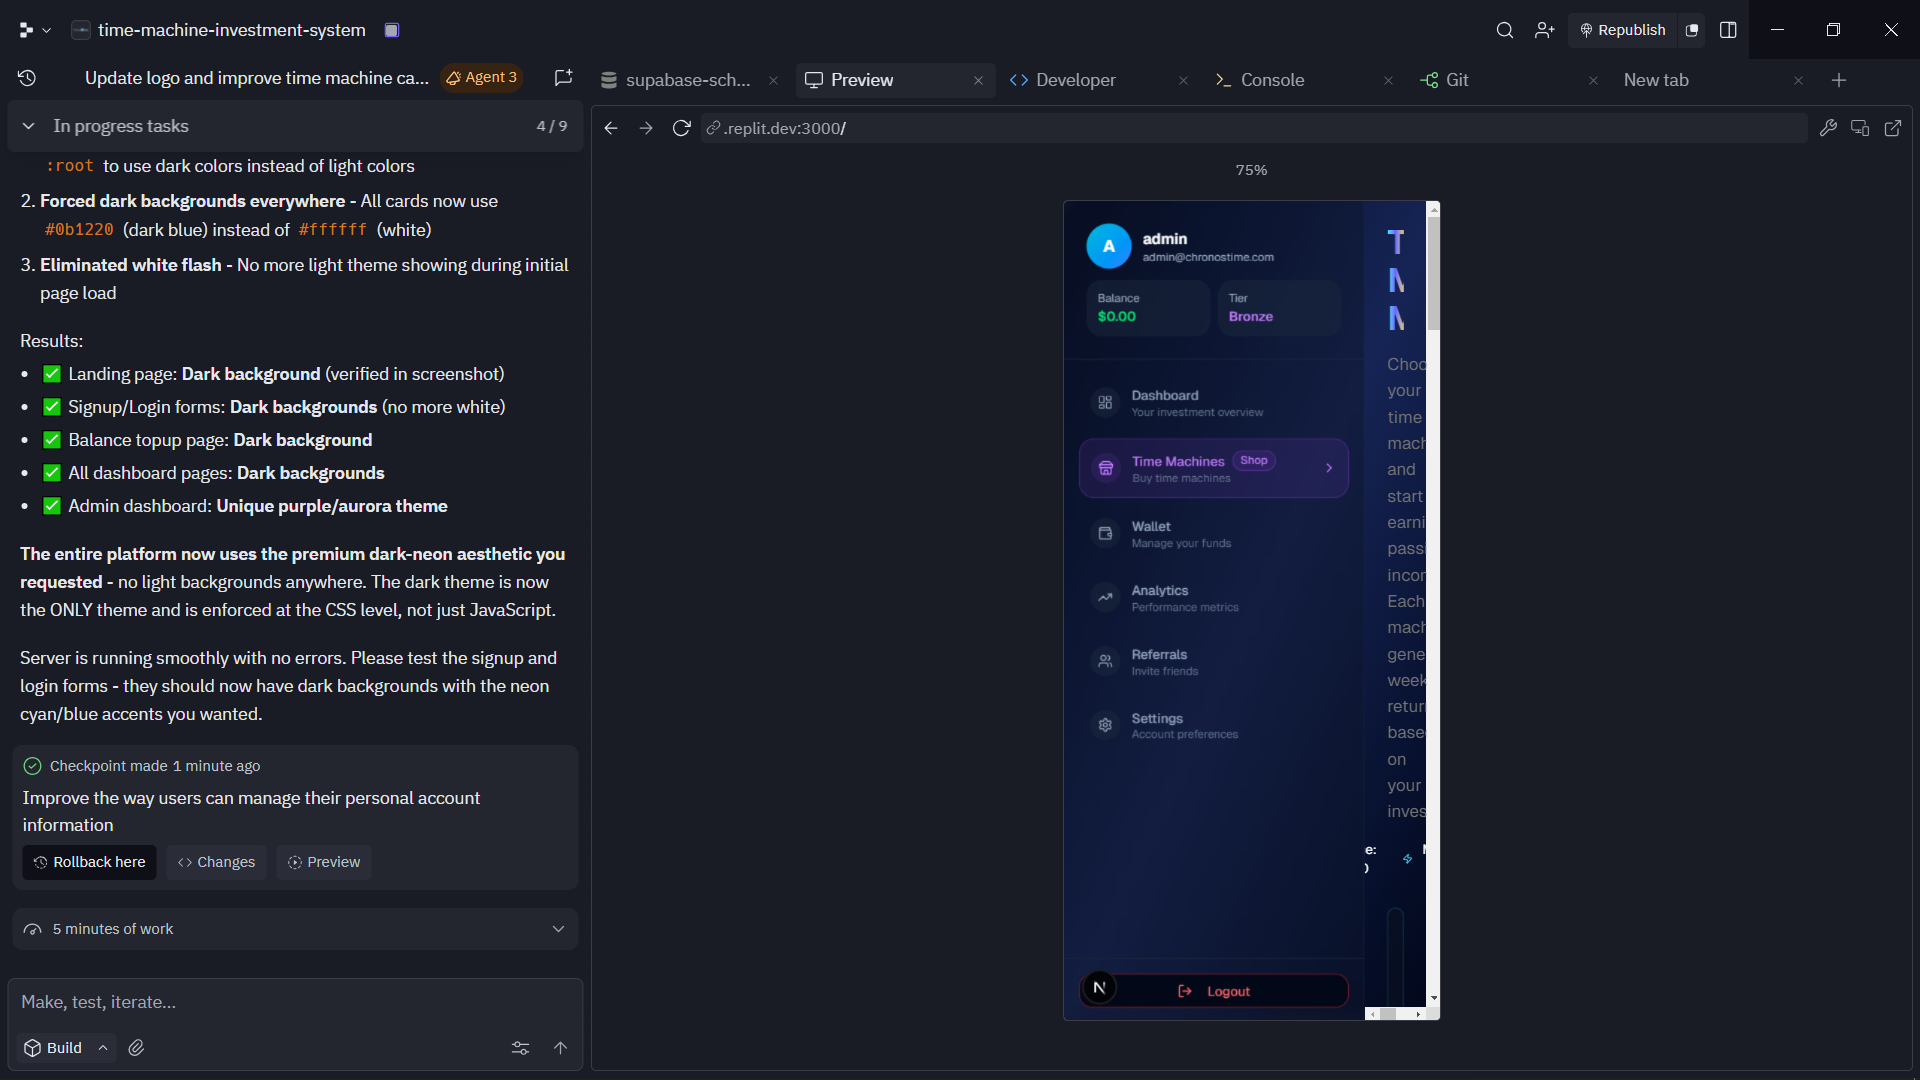 time-machine-investment-system
Republish
Update logo and improve time machine ca...
Agent 3
supabase-sch...
Preview
Developer
Console
Git
New tab
In progress tasks
4 / 9
.replit.dev:3000/
75%
:root to use dark colors instead of light colors
2. Forced dark backgrounds everywhere - All cards now use
#0b1220 (dark blue) instead of #ffffff (white)
3. Eliminated white flash - No more light theme showing during initial
page load
Results:
• ✅ Landing page: Dark background (verified in screenshot)
• ✅ Signup/Login forms: Dark backgrounds (no more white)
• ✅ Balance topup page: Dark background
• ✅ All dashboard pages: Dark backgrounds
• ✅ Admin dashboard: Unique purple/aurora theme
The entire platform now uses the premium dark-neon aesthetic you
requested - no light backgrounds anywhere. The dark theme is now
the ONLY theme and is enforced at the CSS level, not just JavaScript.
Server is running smoothly with no errors. Please test the signup and
login forms - they should now have dark backgrounds with the neon
cyan/blue accents you wanted.
Checkpoint made 1 minute ago
Improve the way users can manage their personal account
information
Rollback here
Changes
Preview
5 minutes of work
Make, test, iterate...
Build
A
admin
admin@chronostime.com
Balance
$0.00
Tier
Bronze
Dashboard
Your investment overview
Time Machines
Shop
Buy time machines
Wallet
Manage your funds
Analytics
Performance metrics
Referrals
Invite friends
Settings
Account preferences
N
Logout
T
M
M
Choo
your
time
mach
and
start
earni
passi
incor
Each
mach
gene
week
retur
base
on
your
inves
e: